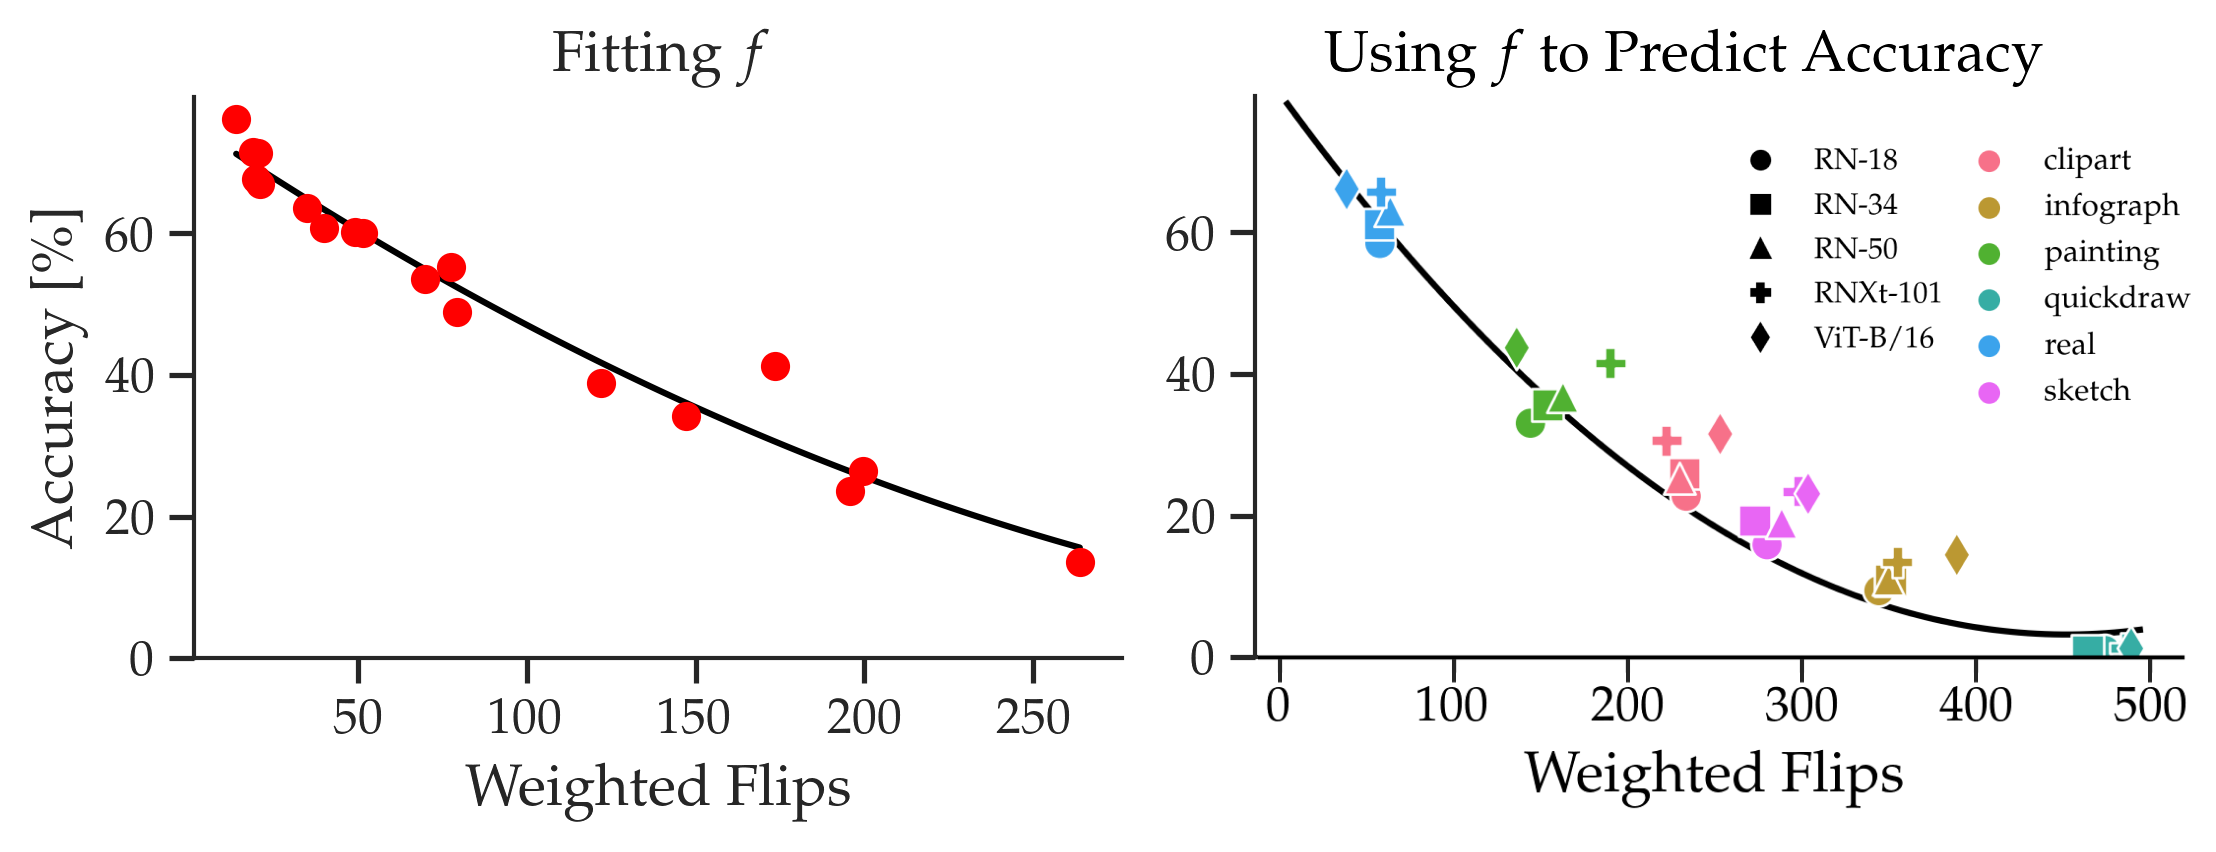 Fitting f
Accuracy [%]
60
40
20
0
50 100 150 200 250
Weighted Flips
Using f to Predict Accuracy
60
40
20
0
0 100 200 300 400 500
Weighted Flips
RN-18
RN-34
RN-50
RNXt-101
ViT-B/16
clipart
infograph
painting
quickdraw
real
sketch